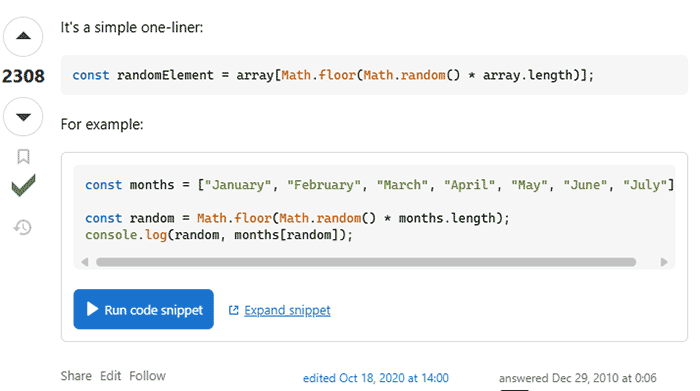 It's a simple one-liner:
2308
const randomElement = array[Math.floor(Math.random() * array.length)];
For example:
const months = ["January", "February", "March", "April", "May", "June", "July"]
const random = Math.floor(Math.random() * months.length);
console.log(random, months[random]);
Run code snippet
Expand snippet
Share Edit Follow
edited Oct 18, 2020 at 14:00
answered Dec 29, 2010 at 0:06